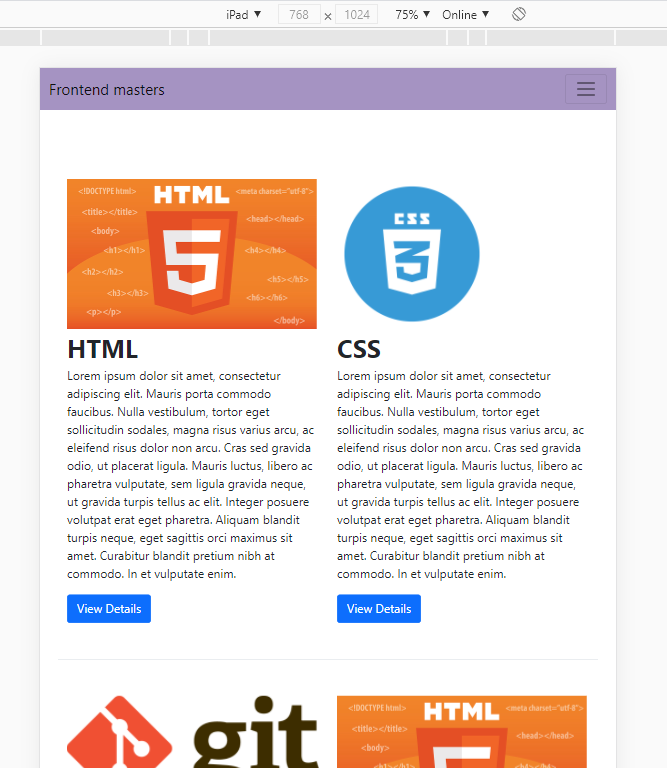 iPad ▼ 768 × 1024 75% ▼ Online ▼
Frontend masters
<!DOCTYPE html> HTML <meta charset="utf-8">
<title></title> <head></head>
<body>
<h1></h1> 5 <h4></h4>
<h2></h2> <h5></h5>
<h3></h3> <h6></h6>
<p></p> </body>
CSS
3
HTML
Lorem ipsum dolor sit amet, consectetur
adipiscing elit. Mauris porta commodo
faucibus. Nulla vestibulum, tortor eget
sollicitudin sodales, magna risus varius arcu, ac
eleifend risus dolor non arcu. Cras sed gravida
odio, ut placerat ligula. Mauris luctus, libero ac
pharetra vulputate, sem ligula gravida neque,
ut gravida turpis tellus ac elit. Integer posuere
volutpat erat eget pharetra. Aliquam blandit
turpis neque, eget sagittis orci maximus sit
amet. Curabitur blandit pretium nibh at
commodo. In et vulputate enim.
View Details
CSS
Lorem ipsum dolor sit amet, consectetur
adipiscing elit. Mauris porta commodo
faucibus. Nulla vestibulum, tortor eget
sollicitudin sodales, magna risus varius arcu, ac
eleifend risus dolor non arcu. Cras sed gravida
odio, ut placerat ligula. Mauris luctus, libero ac
pharetra vulputate, sem ligula gravida neque,
ut gravida turpis tellus ac elit. Integer posuere
volutpat erat eget pharetra. Aliquam blandit
turpis neque, eget sagittis orci maximus sit
amet. Curabitur blandit pretium nibh at
commodo. In et vulputate enim.
View Details
git
<!DOCTYPE html> HTML <meta charset="utf-8">
<title></title> <head></head>
<body>
<h1></h1> 5 <h4></h4>